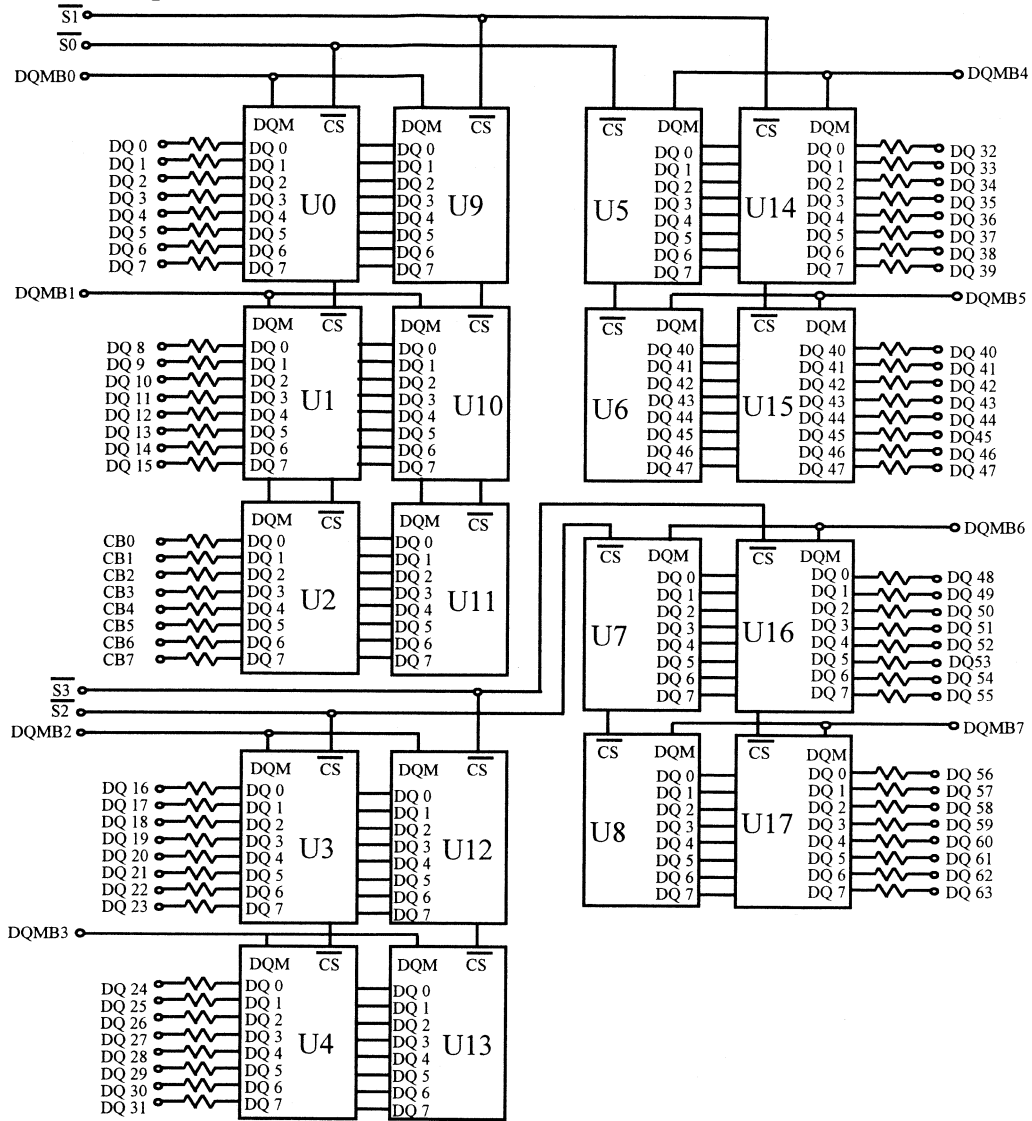 S1
S0
DQMB0
DQM CS
DQ 0 DQ 0 DQ 0
DQ 1 DQ 1 DQ 1
DQ 2 DQ 2 DQ 2
DQ 3 DQ 3 DQ 3
DQ 4 DQ 4 DQ 4
DQ 5 DQ 5 DQ 5
DQ 6 DQ 6 DQ 6
DQ 7 DQ 7 DQ 7
U0 U9
DQMB1
DQM CS DQM CS
DQ 8 DQ 0 DQ 0
DQ 9 DQ 1 DQ 1
DQ 10 DQ 2 DQ 2
DQ 11 DQ 3 DQ 3
DQ 12 DQ 4 DQ 4
DQ 13 DQ 5 DQ 5
DQ 14 DQ 6 DQ 6
DQ 15 DQ 7 DQ 7
U1 U10
DQM CS DQM CS
CB0 DQ 0 DQ 0
CB1 DQ 1 DQ 1
CB2 DQ 2 DQ 2
CB3 DQ 3 DQ 3
CB4 DQ 4 DQ 4
CB5 DQ 5 DQ 5
CB6 DQ 6 DQ 6
CB7 DQ 7 DQ 7
U2 U11
S3
S2
DQMB2
DQM CS DQM CS
DQ 16 DQ 0 DQ 0
DQ 17 DQ 1 DQ 1
DQ 18 DQ 2 DQ 2
DQ 19 DQ 3 DQ 3
DQ 20 DQ 4 DQ 4
DQ 21 DQ 5 DQ 5
DQ 22 DQ 6 DQ 6
DQ 23 DQ 7 DQ 7
U3 U12
DQMB3
DQM CS DQM CS
DQ 24 DQ 0 DQ 0
DQ 25 DQ 1 DQ 1
DQ 26 DQ 2 DQ 2
DQ 27 DQ 3 DQ 3
DQ 28 DQ 4 DQ 4
DQ 29 DQ 5 DQ 5
DQ 30 DQ 6 DQ 6
DQ 31 DQ 7 DQ 7
U4 U13
DQMB4
CS DQM CS DQM
DQ 0 DQ 0 DQ 32
DQ 1 DQ 1 DQ 33
DQ 2 DQ 2 DQ 34
DQ 3 DQ 3 DQ 35
DQ 4 DQ 4 DQ 36
DQ 5 DQ 5 DQ 37
DQ 6 DQ 6 DQ 38
DQ 7 DQ 7 DQ 39
U5 U14
DQMB5
CS DQM CS DQM
DQ 40 DQ 40 DQ 40
DQ 41 DQ 41 DQ 41
DQ 42 DQ 42 DQ 42
DQ 43 DQ 43 DQ 43
DQ 44 DQ 44 DQ 44
DQ 45 DQ 45 DQ45
DQ 46 DQ 46 DQ 46
DQ 47 DQ 47 DQ 47
U6 U15
DQMB6
CS DQM CS DQM
DQ 0 DQ 0 DQ 48
DQ 1 DQ 1 DQ 49
DQ 2 DQ 2 DQ 50
DQ 3 DQ 3 DQ 51
DQ 4 DQ 4 DQ 52
DQ 5 DQ 5 DQ53
DQ 6 DQ 6 DQ 54
DQ 7 DQ 7 DQ 55
U7 U16
DQMB7
CS DQM CS DQM
DQ 0 DQ 0 DQ 56
DQ 1 DQ 1 DQ 57
DQ 2 DQ 2 DQ 58
DQ 3 DQ 3 DQ 59
DQ 4 DQ 4 DQ 60
DQ 5 DQ 5 DQ 61
DQ 6 DQ 6 DQ 62
DQ 7 DQ 7 DQ 63
U8 U17